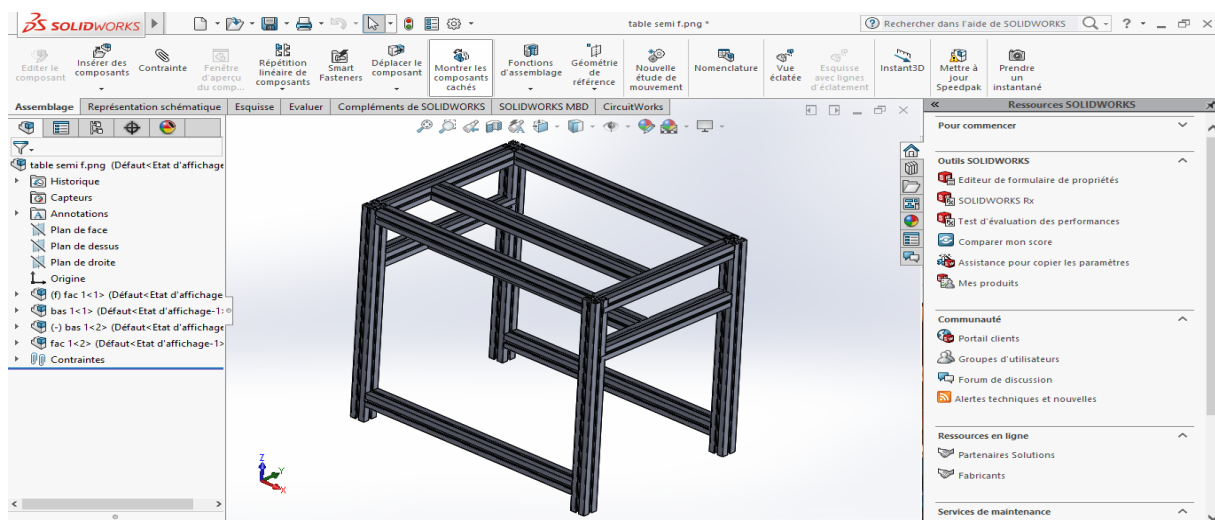 SOLIDWORKS
table semi f.png *
Rechercher dans l'aide de SOLIDWORKS
Editer le composant
Insérer des composants
Contrainte
Fenêtre d'aperçu du comp...
Répétition linéaire de composants
Smart Fasteners
Déplacer le composant
Montrer les composants cachés
Fonctions d'assemblage
Géométrie de référence
Nouvelle étude de mouvement
Nomenclature
Vue éclatée
Esquisse avec lignes d'éclatement
Instant3D
Mettre à jour Speedpak
Prendre un instantané
Assemblage
Représentation schématique
Esquisse
Evaluer
Compléments de SOLIDWORKS
SOLIDWORKS MBD
CircuitWorks
table semi f.png (Défaut<Etat d'affichage
Historique
Capteurs
Annotations
Plan de face
Plan de dessus
Plan de droite
Origine
(f) fac 1<1> (Défaut<Etat d'affichage
bas 1<1> (Défaut<Etat d'affichage-1>
(-) bas 1<2> (Défaut<Etat d'affichage
fac 1<2> (Défaut<Etat d'affichage-1>
Contraintes
Z
Y
X
Ressources SOLIDWORKS
Pour commencer
Outils SOLIDWORKS
Editeur de formulaire de propriétés
SOLIDWORKS Rx
Test d'évaluation des performances
Comparer mon score
Assistance pour copier les paramètres
Mes produits
Communauté
Portail clients
Groupes d'utilisateurs
Forum de discussion
Alertes techniques et nouvelles
Ressources en ligne
Partenaires Solutions
Fabricants
Services de maintenance